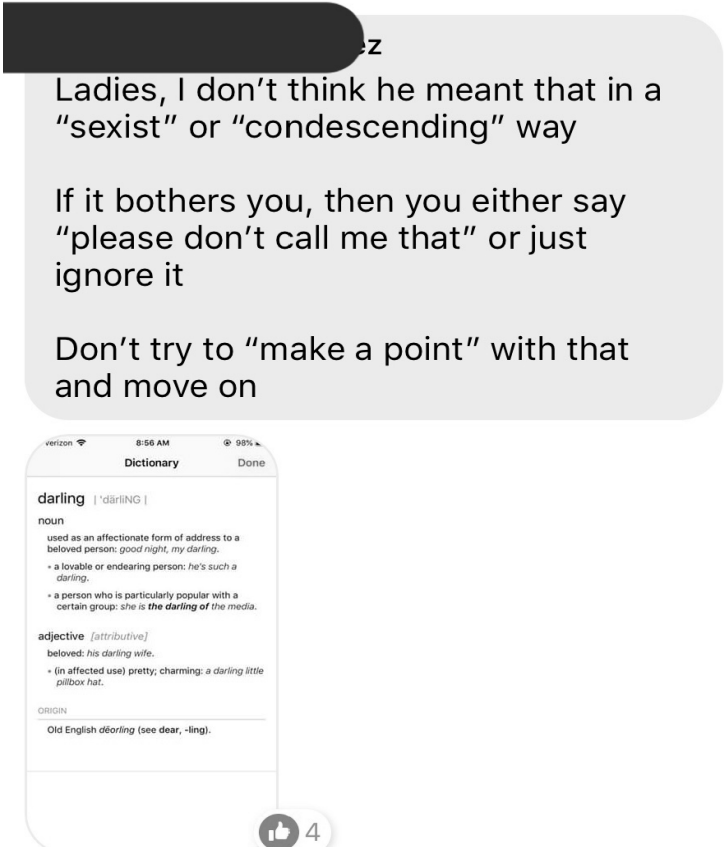 ez
Ladies, I don’t think he meant that in a
“sexist” or “condescending” way
If it bothers you, then you either say
“please don’t call me that” or just
ignore it
Don’t try to “make a point” with that
and move on
verizon 8:56 AM 98%
Dictionary Done
darling | ˈdärliNG |
noun
used as an affectionate form of address to a
beloved person: good night, my darling.
• a lovable or endearing person: he's such a
darling.
• a person who is particularly popular with a
certain group: she is the darling of the media.
adjective [attributive]
beloved: his darling wife.
• (in affected use) pretty; charming: a darling little
pillbox hat.
ORIGIN
Old English dēorling (see dear, -ling).
4